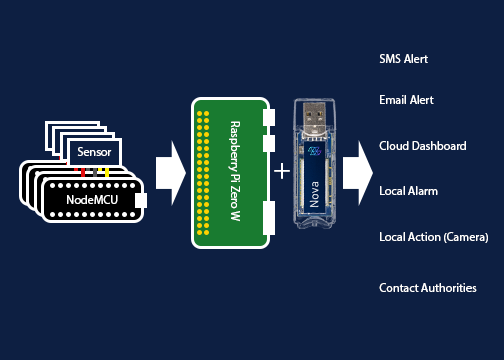 Sensor
NodeMCU
Raspberry Pi Zero W
+
Nova
SMS Alert
Email Alert
Cloud Dashboard
Local Alarm
Local Action (Camera)
Contact Authorities